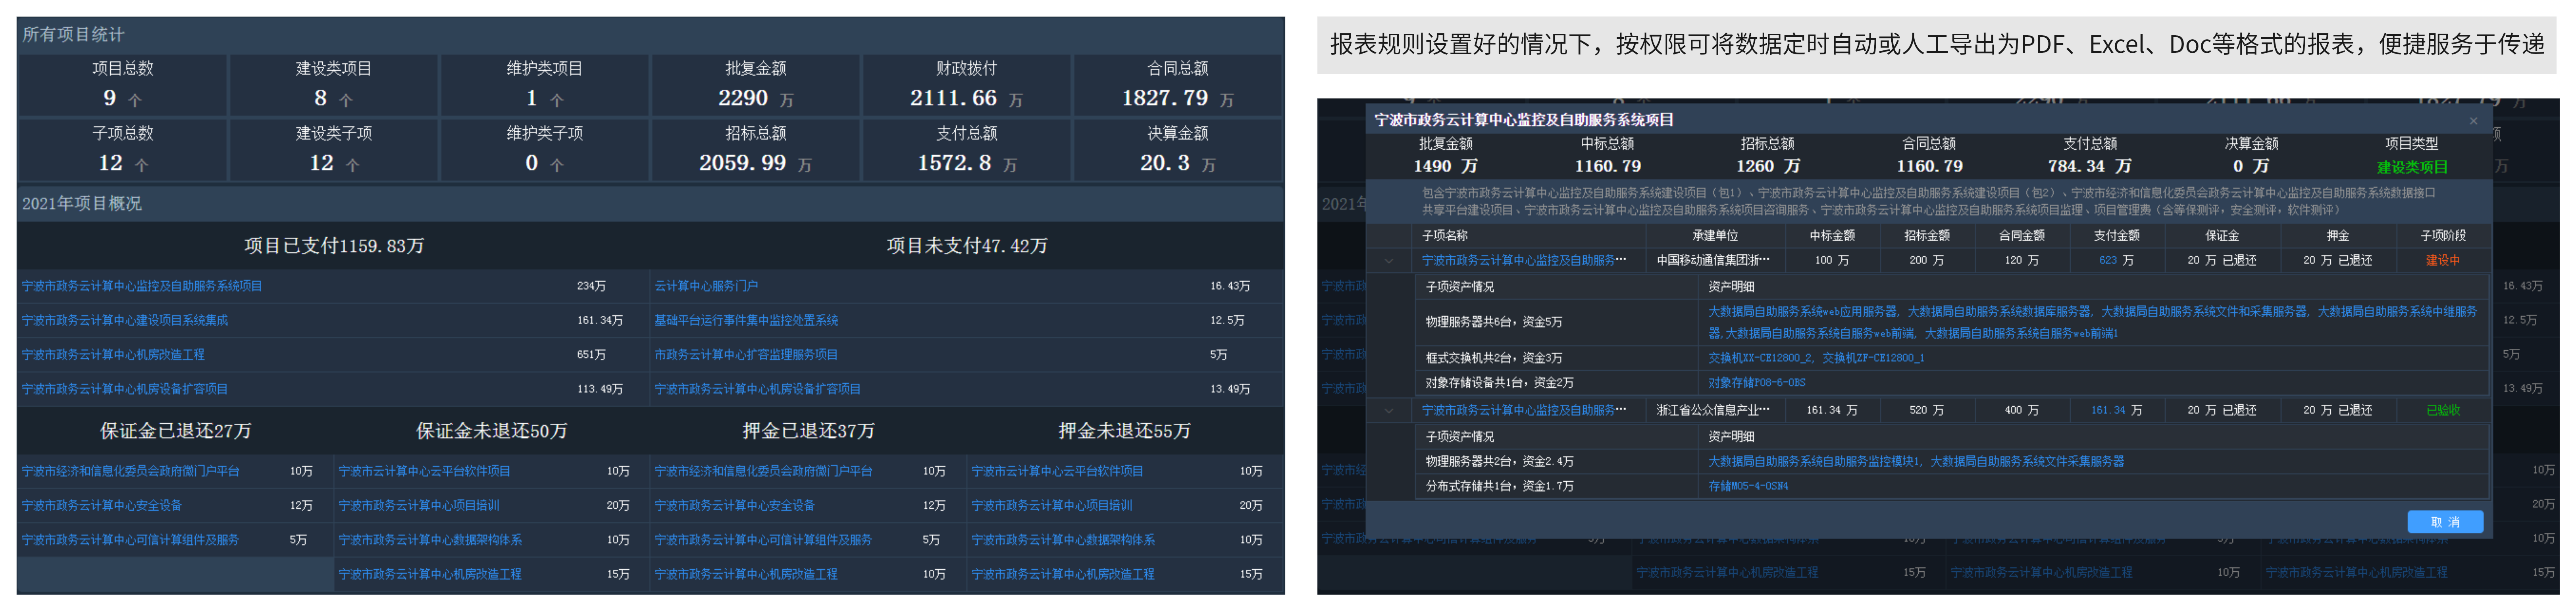 所有项目统计
项目总数 建设类项目 维护类项目 批复金额 财政拨付 合同总额
9 个 8 个 1 个 2290 万 2111.66 万 1827.79 万
子项总数 建设类子项 维护类子项 招标总额 支付总额 决算金额
12 个 12 个 0 个 2059.99 万 1572.8 万 20.3 万
2021年项目概况
项目已支付1159.83万 项目未支付47.42万
宁波市政务云计算中心监控及自助服务系统项目 234万 云计算中心服务门户 16.43万
宁波市政务云计算中心建设项目系统集成 161.34万 基础平台运行事件集中监控处置系统 12.5万
宁波市政务云计算中心机房改造工程 651万 市政务云计算中心扩容监理服务项目 5万
宁波市政务云计算中心机房设备扩容项目 113.49万 宁波市政务云计算中心机房设备扩容项目 13.49万
保证金已退还27万 保证金未退还50万 押金已退还37万 押金未退还55万
宁波市经济和信息化委员会政府微门户平台 10万 宁波市云计算中心云平台软件项目 10万 宁波市经济和信息化委员会政府微门户平台 10万 宁波市云计算中心云平台软件项目 10万
宁波市政务云计算中心安全设备 12万 宁波市政务云计算中心项目培训 20万 宁波市政务云计算中心安全设备 12万 宁波市政务云计算中心项目培训 20万
宁波市政务云计算中心可信计算组件及服务 5万 宁波市政务云计算中心数据架构体系 10万 宁波市政务云计算中心可信计算组件及服务 5万 宁波市政务云计算中心数据架构体系 10万
宁波市政务云计算中心机房改造工程 15万 宁波市政务云计算中心机房改造工程 10万 宁波市政务云计算中心机房改造工程 15万
报表规则设置好的情况下，按权限可将数据定时自动或人工导出为PDF、Excel、Doc等格式的报表，便捷服务于传递
宁波市政务云计算中心监控及自助服务系统项目 ×
批复金额 中标总额 招标总额 合同总额 支付总额 决算金额 项目类型
1490 万 1160.79 1260 万 1160.79 784.34 万 0 万 建设类项目
包含宁波市政务云计算中心监控及自助服务系统建设项目（包1）、宁波市政务云计算中心监控及自助服务系统建设项目（包2）、宁波市经济和信息化委员会政务云计算中心监控及自助服务系统数据接口
共享平台建设项目、宁波市政务云计算中心监控及自助服务系统项目咨询服务、宁波市政务云计算中心监控及自助服务系统项目监理、项目管理费（含等保测评，安全测评，软件测评）
子项名称 承建单位 中标金额 招标金额 合同金额 支付金额 保证金 押金 子项阶段
宁波市政务云计算中心监控及自助服务… 中国移动通信集团浙… 100 万 200 万 120 万 623 万 20 万 已退还 20 万 已退还 建设中
子项资产情况 资产明细
物理服务器共6台，资金5万 大数据局自助服务系统web应用服务器, 大数据局自助服务系统数据库服务器, 大数据局自助服务系统文件和采集服务器, 大数据局自助服务系统中继服务
器,大数据局自助服务系统自服务web前端, 大数据局自助服务系统自服务web前端1
框式交换机共2台，资金3万 交换机XX-CE12800_2, 交换机ZF-CE12800_1
对象存储设备共1台，资金2万 对象存储P08-6-OBS
宁波市政务云计算中心监控及自助服务… 浙江省公众信息产业… 161.34 万 520 万 400 万 161.34 万 20 万 已退还 20 万 已退还 已验收
子项资产情况 资产明细
物理服务器共2台，资金2.4万 大数据局自助服务系统自助服务监控模块1, 大数据局自助服务系统文件采集服务器
分布式存储共1台，资金1.7万 存储M05-4-OSN4
取 消
2021年
16.43万
12.5万
5万
13.49万
10万
20万
10万
宁波市政务云计算中心机房改造工程 15万 宁波市政务云计算中心机房改造工程 10万 宁波市政务云计算中心机房改造工程 15万